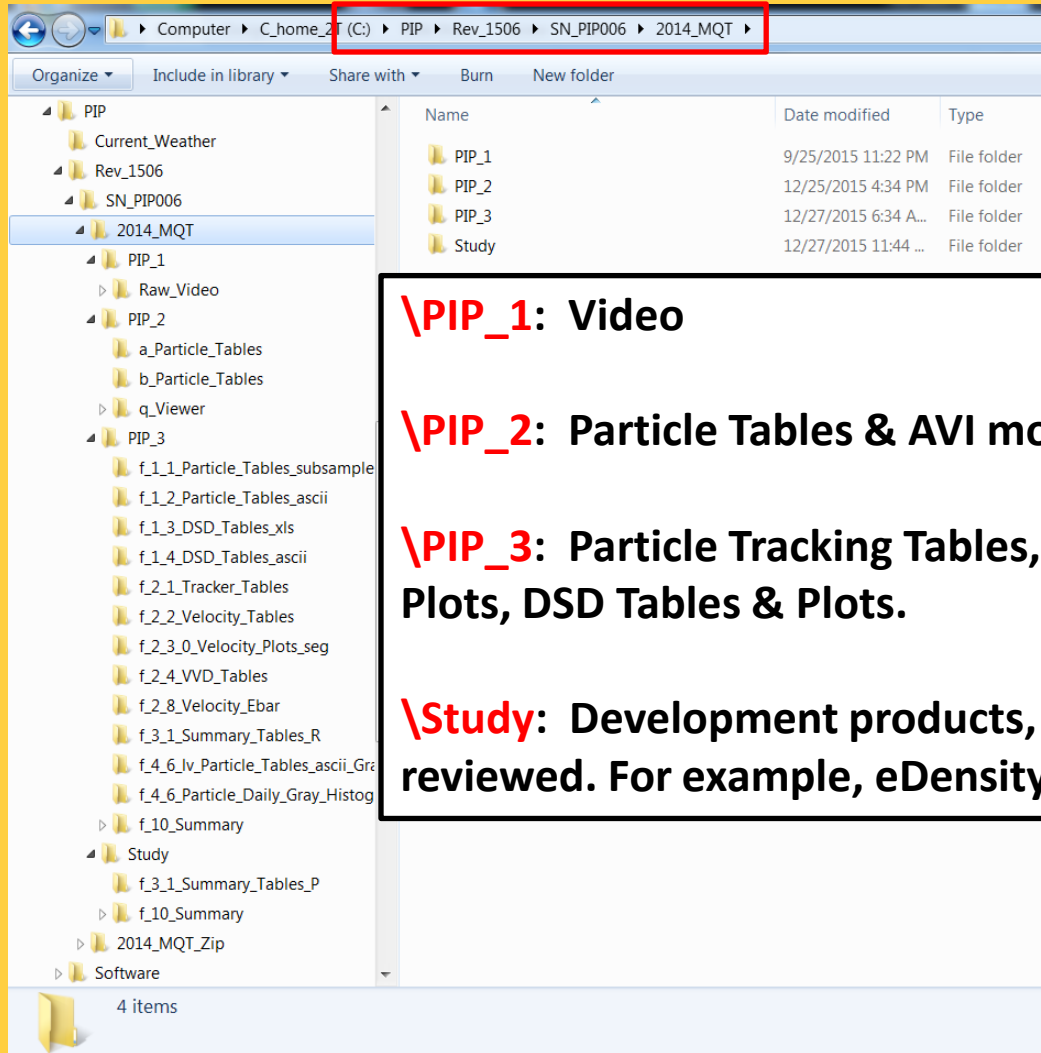 Computer ▸ C_home_2T (C:) ▸ PIP ▸ Rev_1506 ▸ SN_PIP006 ▸ 2014_MQT ▸
Organize Include in library Share with Burn New folder
PIP
Current_Weather
Rev_1506
SN_PIP006
2014_MQT
PIP_1
Raw_Video
PIP_2
a_Particle_Tables
b_Particle_Tables
q_Viewer
PIP_3
f_1_1_Particle_Tables_subsample
f_1_2_Particle_Tables_ascii
f_1_3_DSD_Tables_xls
f_1_4_DSD_Tables_ascii
f_2_1_Tracker_Tables
f_2_2_Velocity_Tables
f_2_3_0_Velocity_Plots_seg
f_2_4_VVD_Tables
f_2_8_Velocity_Ebar
f_3_1_Summary_Tables_R
f_4_6_lv_Particle_Tables_ascii_Gra
f_4_6_Particle_Daily_Gray_Histog
f_10_Summary
Study
f_3_1_Summary_Tables_P
f_10_Summary
2014_MQT_Zip
Software
Name Date modified Type
PIP_1 9/25/2015 11:22 PM File folder
PIP_2 12/25/2015 4:34 PM File folder
PIP_3 12/27/2015 6:34 A... File folder
Study 12/27/2015 11:44 ... File folder
\PIP_1: Video
\PIP_2: Particle Tables & AVI mo
\PIP_3: Particle Tracking Tables,
Plots, DSD Tables & Plots.
\Study: Development products,
reviewed. For example, eDensity
4 items